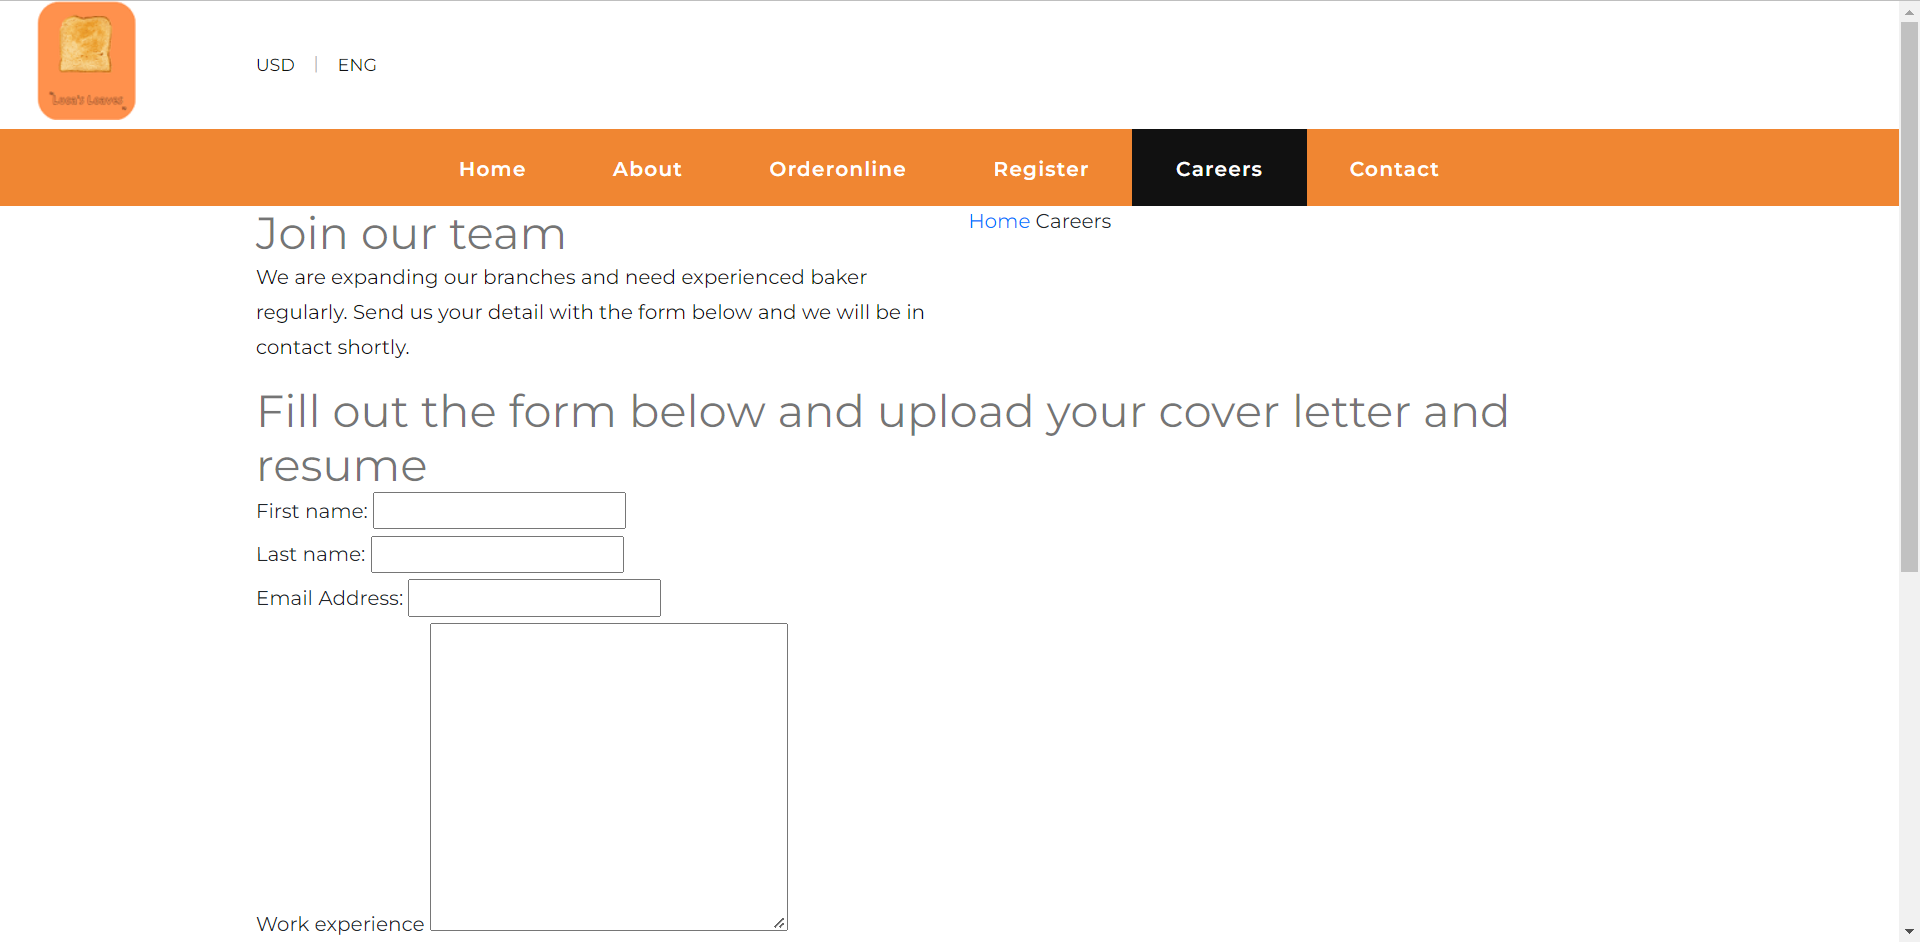 Luca's Loaves
USD | ENG
Home About Orderonline Register Careers Contact
Join our team
Home Careers
We are expanding our branches and need experienced baker
regularly. Send us your detail with the form below and we will be in
contact shortly.
Fill out the form below and upload your cover letter and
resume
First name:
Last name:
Email Address:
Work experience